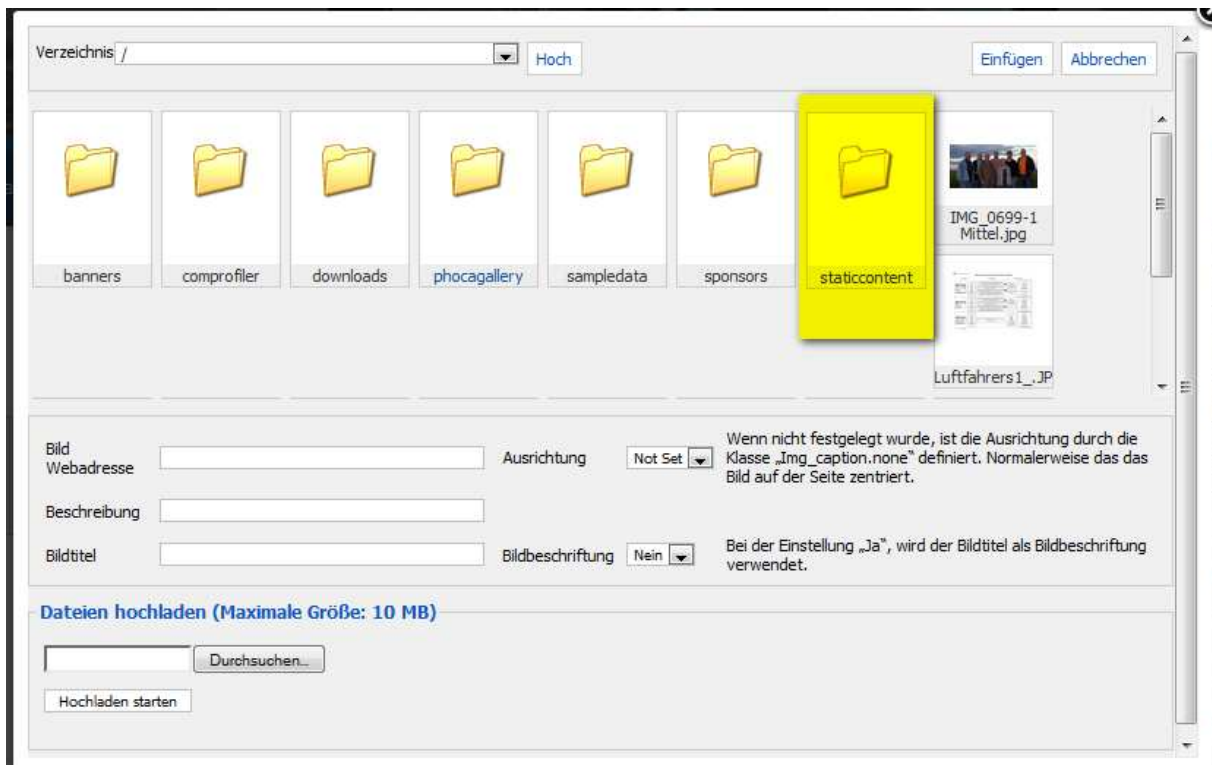 Verzeichnis /
Hoch
Einfügen
Abbrechen
banners
comprofiler
downloads
phocagallery
sampledata
sponsors
staticcontent
IMG_0699-1
Mittel.jpg
Luftfahrers1_.JP
Bild
Webadresse
Ausrichtung
Not Set
Wenn nicht festgelegt wurde, ist die Ausrichtung durch die
Klasse „Img_caption.none“ definiert. Normalerweise das das
Bild auf der Seite zentriert.
Beschreibung
Bildtitel
Bildbeschriftung
Nein
Bei der Einstellung „Ja“, wird der Bildtitel als Bildbeschriftung
verwendet.
Dateien hochladen (Maximale Größe: 10 MB)
Durchsuchen...
Hochladen starten